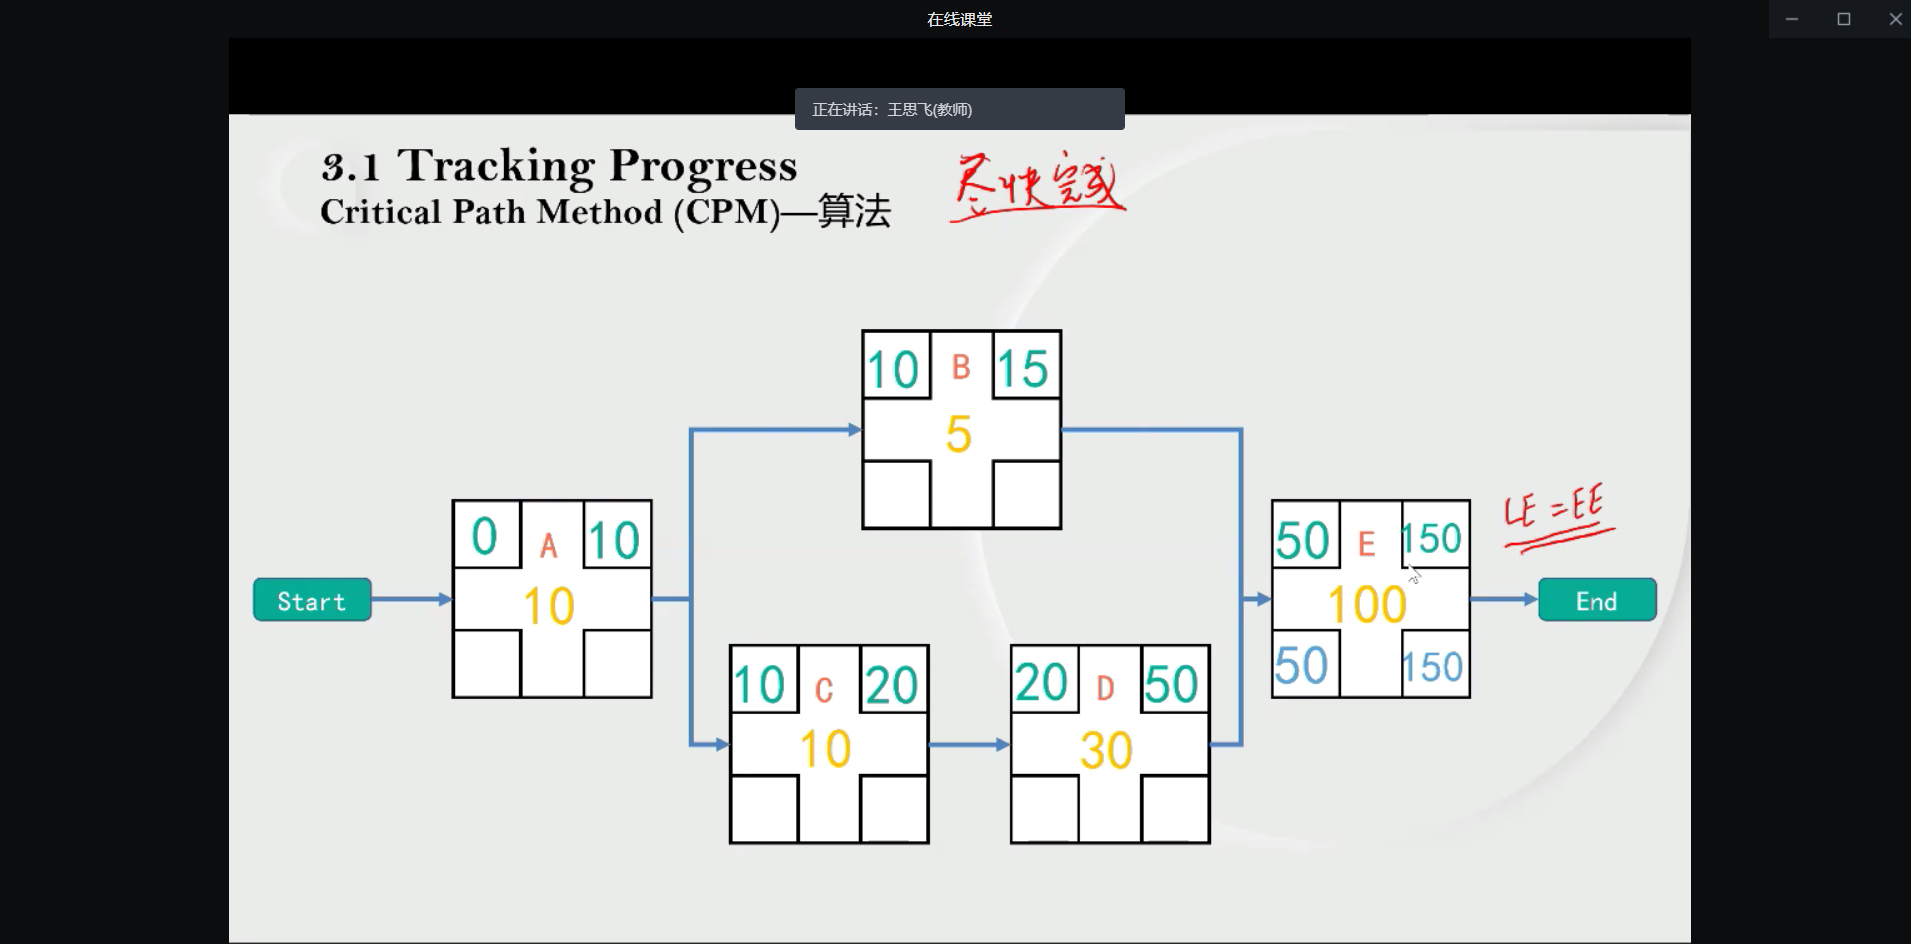 在线课堂
正在讲话：王思飞(教师)
3.1 Tracking Progress
Critical Path Method (CPM)—算法
尽快完成
10 B 15
5
0 A 10
10
LE = EE
50 E 150
100
50 150
Start
End
10 C 20
10
20 D 50
30